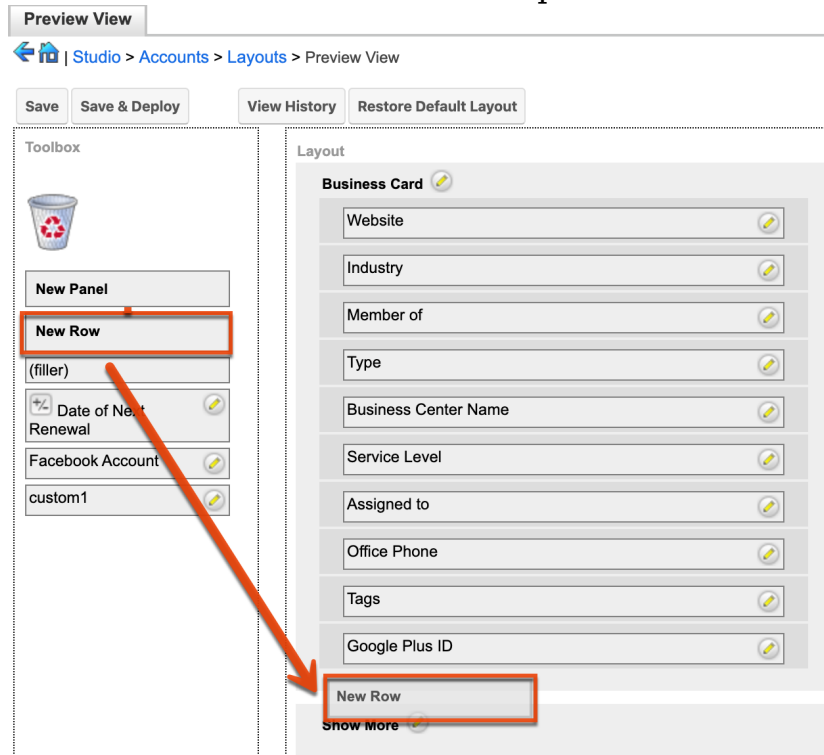 Preview View
| Studio > Accounts > Layouts > Preview View
Save
Save & Deploy
View History
Restore Default Layout
Toolbox
New Panel
New Row
(filler)
+/- Date of Next
Renewal
Facebook Account
custom1
Layout
Business Card
Website
Industry
Member of
Type
Business Center Name
Service Level
Assigned to
Office Phone
Tags
Google Plus ID
New Row
Show More